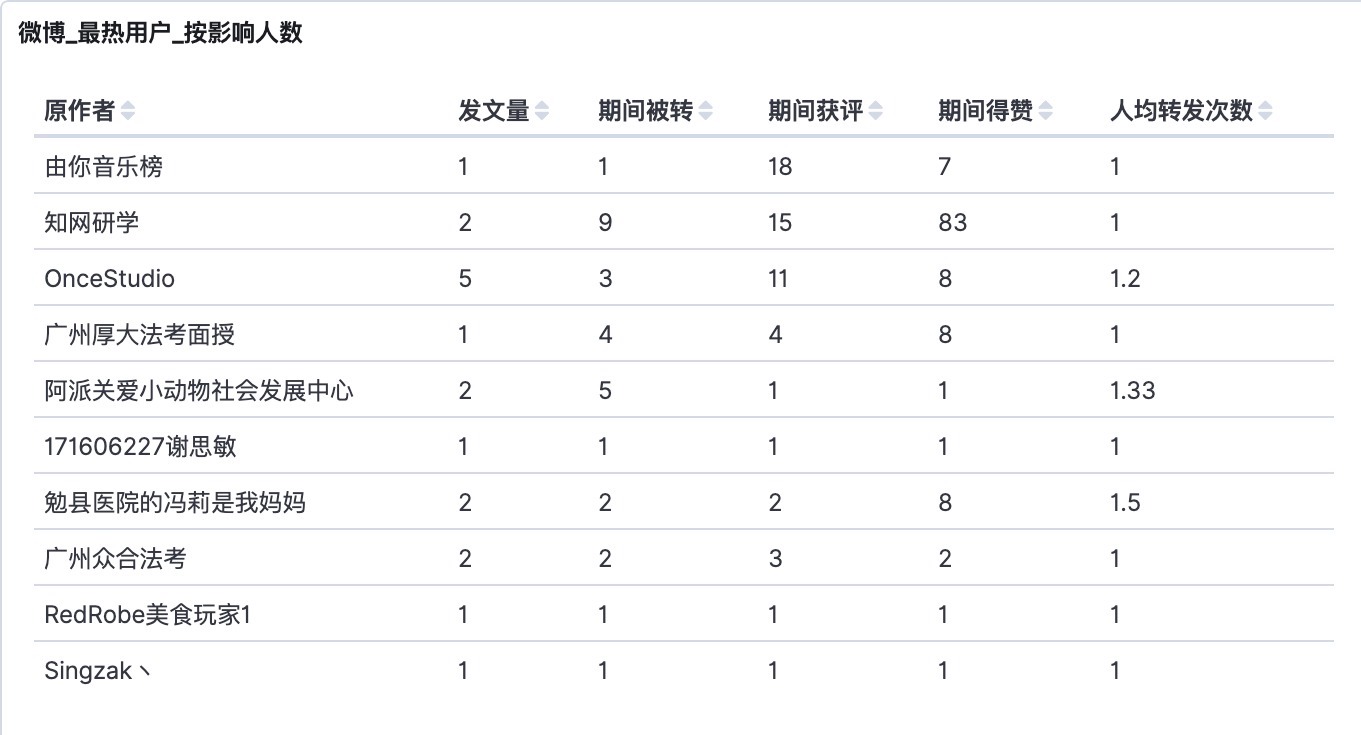 微博_最热用户_按影响人数
原作者 发文量 期间被转 期间获评 期间得赞 人均转发次数
由你音乐榜 1 1 18 7 1
知网研学 2 9 15 83 1
OnceStudio 5 3 11 8 1.2
广州厚大法考面授 1 4 4 8 1
阿派关爱小动物社会发展中心 2 5 1 1 1.33
171606227谢思敏 1 1 1 1 1
勉县医院的冯莉是我妈妈 2 2 2 8 1.5
广州众合法考 2 2 3 2 1
RedRobe美食玩家1 1 1 1 1 1
Singzak丶 1 1 1 1 1